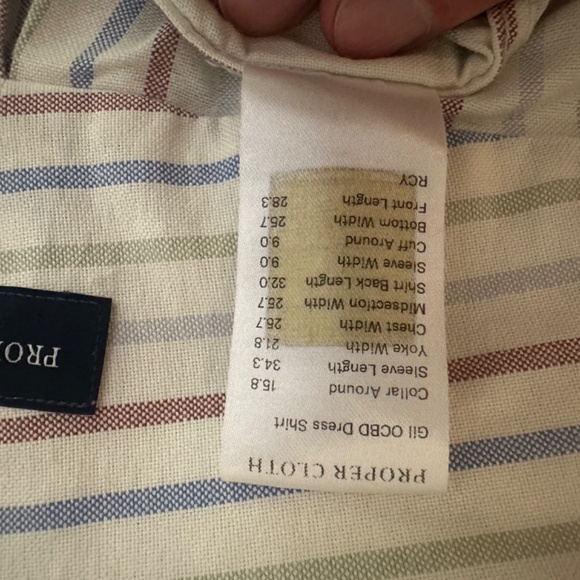 PROPER CLOTH
Gil OCBD Dress Shirt
Collar Around 15.8
Sleeve Length 34.3
Yoke Width 21.8
Chest Width 25.7
Midsection Width 25.7
Shirt Back Length 32.0
Sleeve Width 9.0
Cuff Around 9.0
Bottom Width 25.7
Front Length 28.3
RCY
PRO